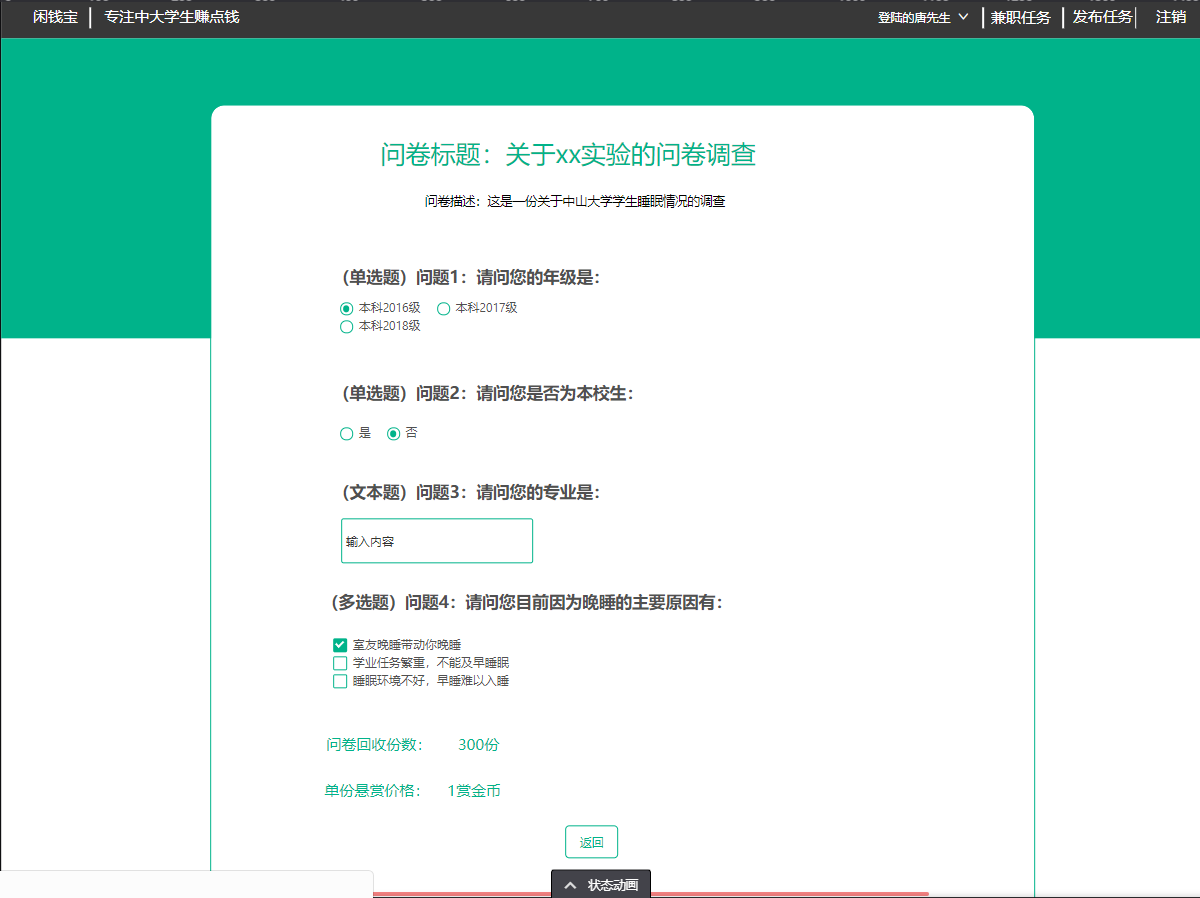 闲钱宝 专注中大学生赚点钱 登陆的唐先生 兼职任务 发布任务 注销
问卷标题：关于xx实验的问卷调查
问卷描述：这是一份关于中山大学学生睡眠情况的调查
（单选题）问题1：请问您的年级是：
本科2016级 本科2017级
本科2018级
（单选题）问题2：请问您是否为本校生：
是 否
（文本题）问题3：请问您的专业是：
输入内容
（多选题）问题4：请问您目前因为晚睡的主要原因有：
室友晚睡带动你晚睡
学业任务繁重，不能及早睡眠
睡眠环境不好，早睡难以入睡
问卷回收份数： 300份
单份悬赏价格： 1赏金币
返回
状态动画